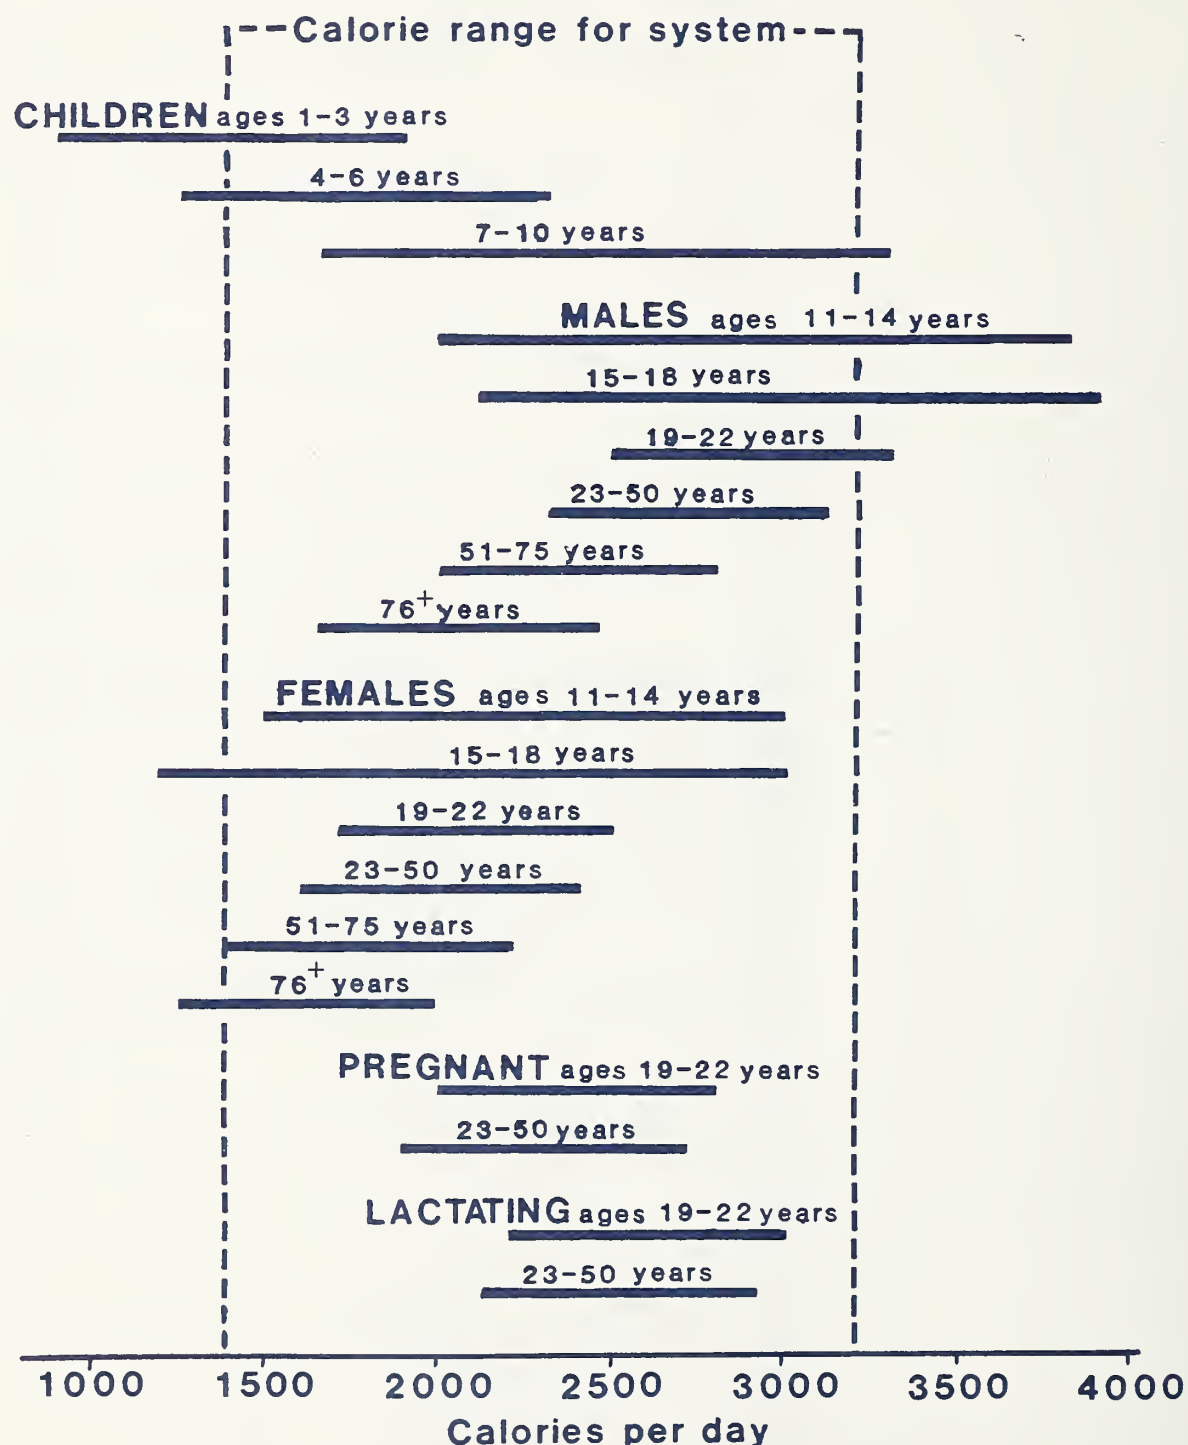 Calorie range for system
CHILDREN ages 1-3 years
4-6 years
7-10 years
MALES ages 11-14 years
15-18 years
19-22 years
23-50 years
51-75 years
76+ years
FEMALES ages 11-14 years
15-18 years
19-22 years
23-50 years
51-75 years
76+ years
PREGNANT ages 19-22 years
23-50 years
LACTATING ages 19-22 years
23-50 years
1000 1500 2000 2500 3000 3500 4000
Calories per day